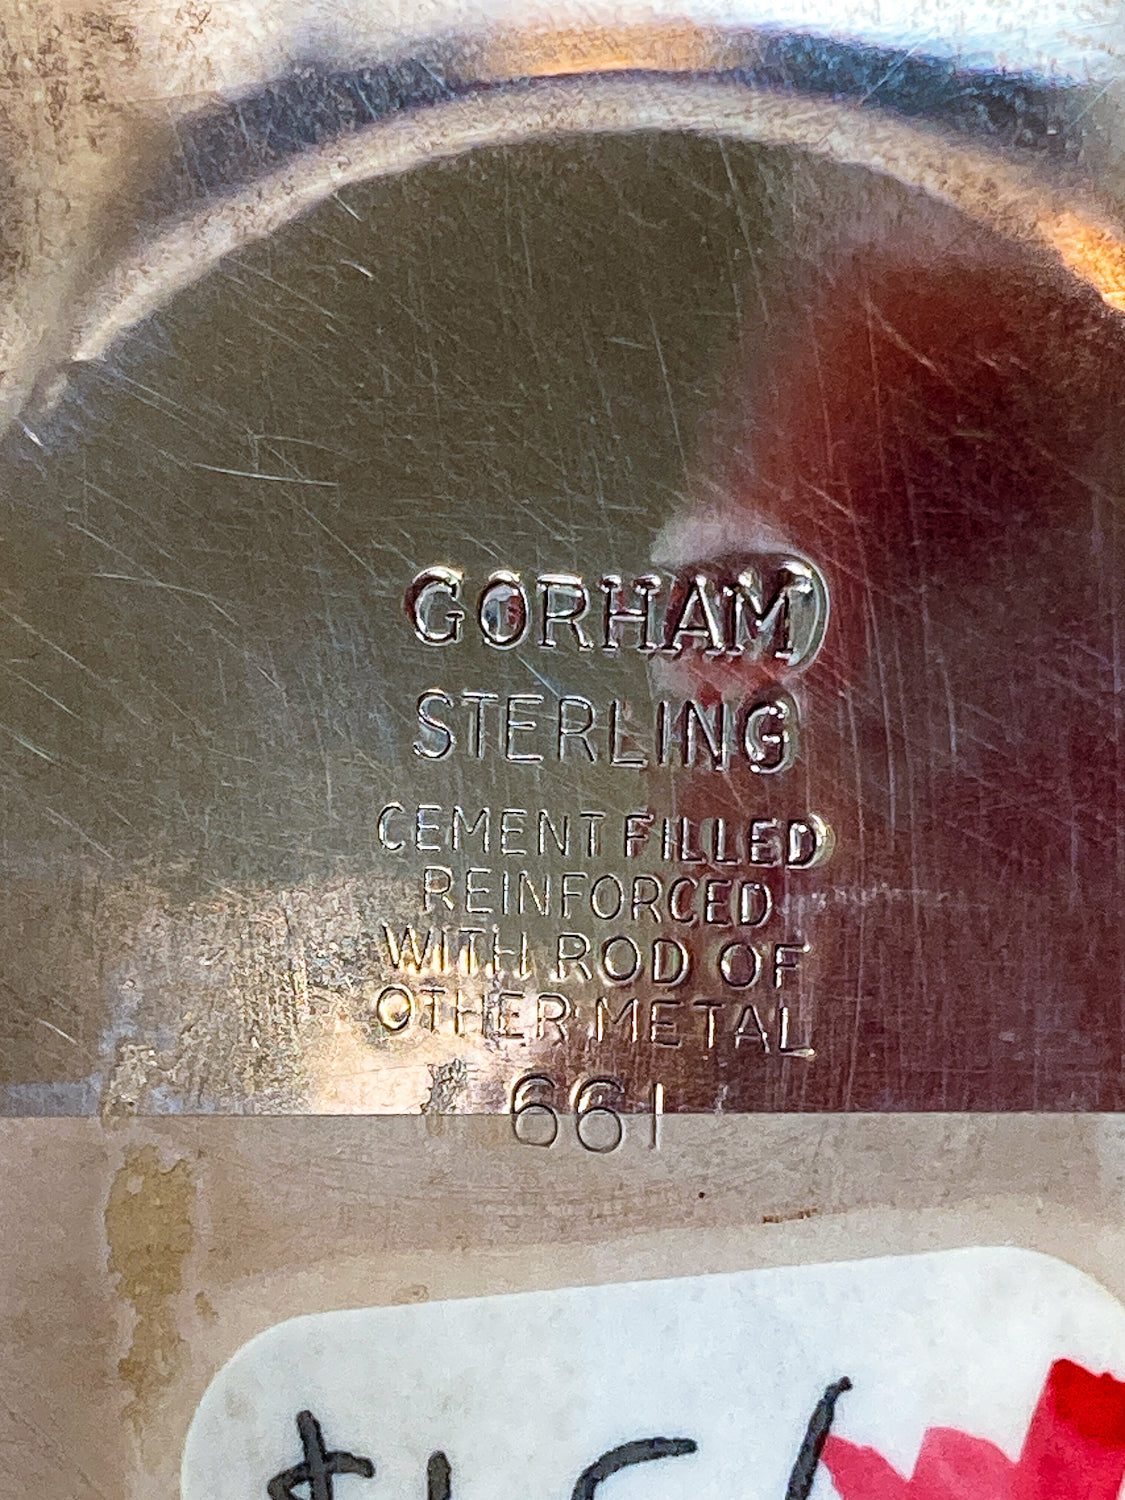 GORHAM
STERLING
CEMENT FILLED
REINFORCED
WITH ROD OF
OTHER METAL
661